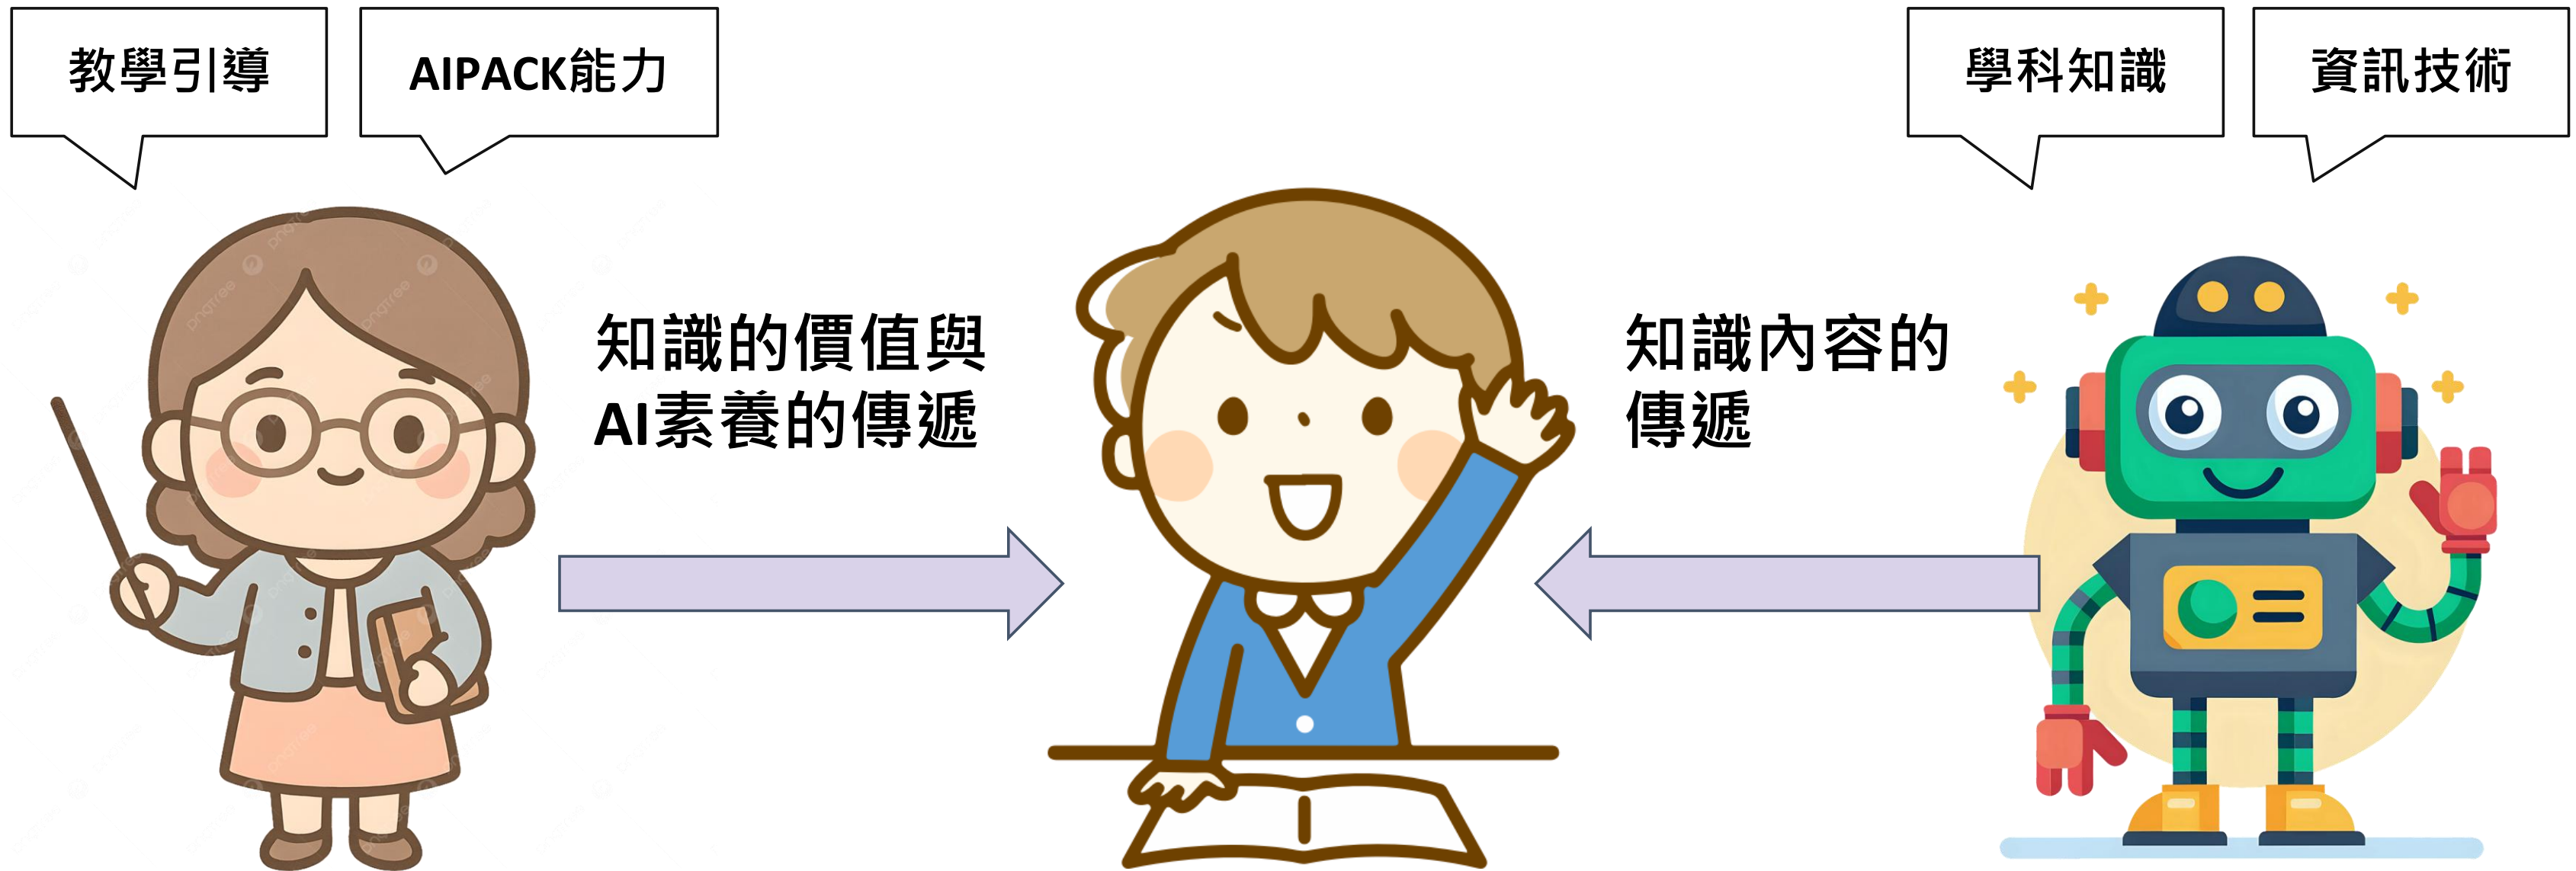 教學引導
AIPACK能力
學科知識
資訊技術
知識的價值與
AI素養的傳遞
知識內容的
傳遞
pngtree